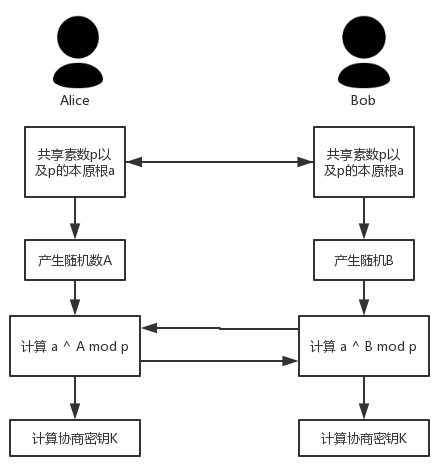 Alice
Bob
共享素数p以
及p的本原根a
共享素数p以
及p的本原根a
产生随机数A
产生随机B
计算 a ^ A mod p
计算 a ^ B mod p
计算协商密钥K
计算协商密钥K